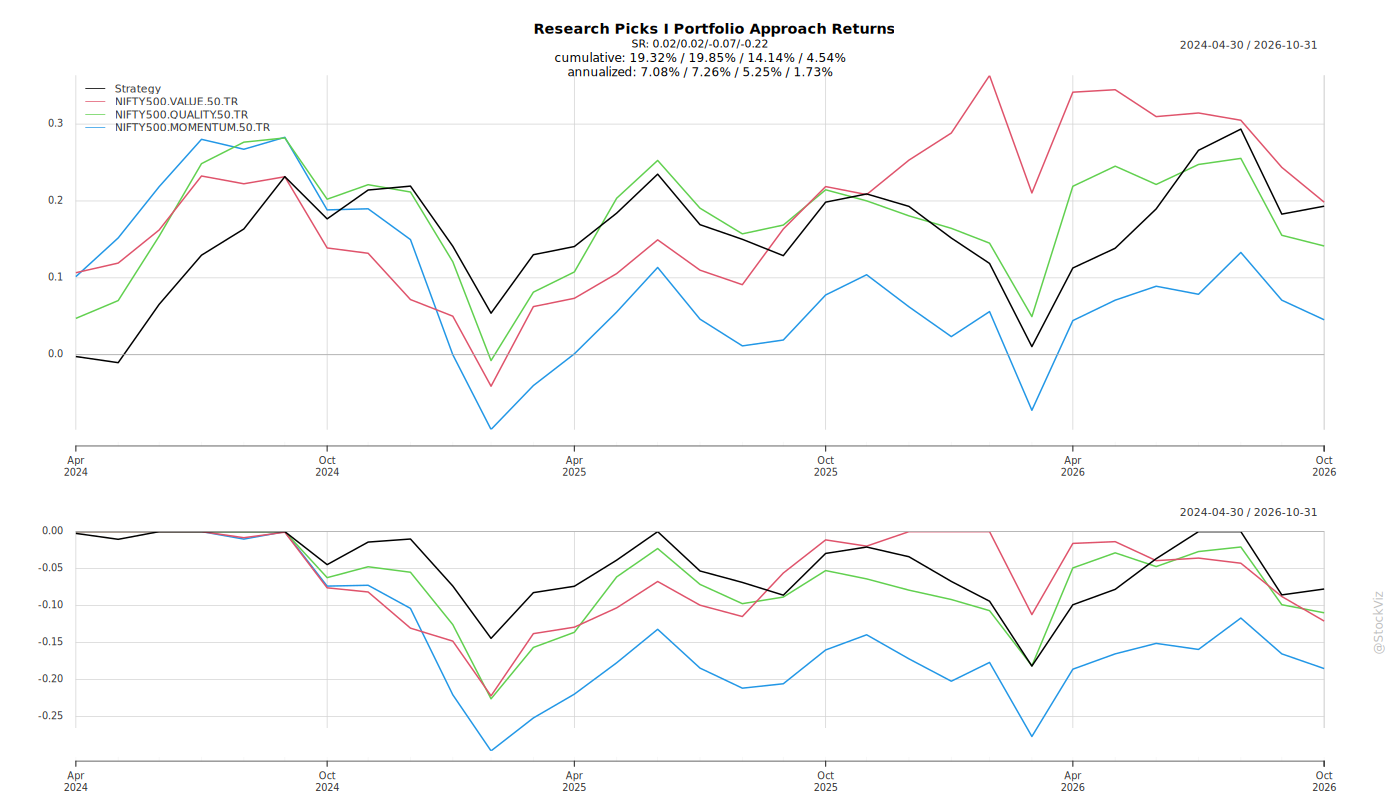 Research Picks I Portfolio Approach Returns
SR: 0.02/0.02/-0.07/-0.22
cumulative: 19.32% / 19.85% / 14.14% / 4.54%
annualized: 7.08% / 7.26% / 5.25% / 1.73%
2024-04-30 / 2026-10-31
Strategy
NIFTY500.VALUE.50.TR
NIFTY500.QUALITY.50.TR
NIFTY500.MOMENTUM.50.TR
0.3
0.2
0.1
0.0
Apr Oct Apr Oct Apr Oct
2024 2024 2025 2025 2026 2026
2024-04-30 / 2026-10-31
0.00
-0.05
-0.10
-0.15
-0.20
-0.25
Apr Oct Apr Oct Apr Oct
2024 2024 2025 2025 2026 2026
@StockViz